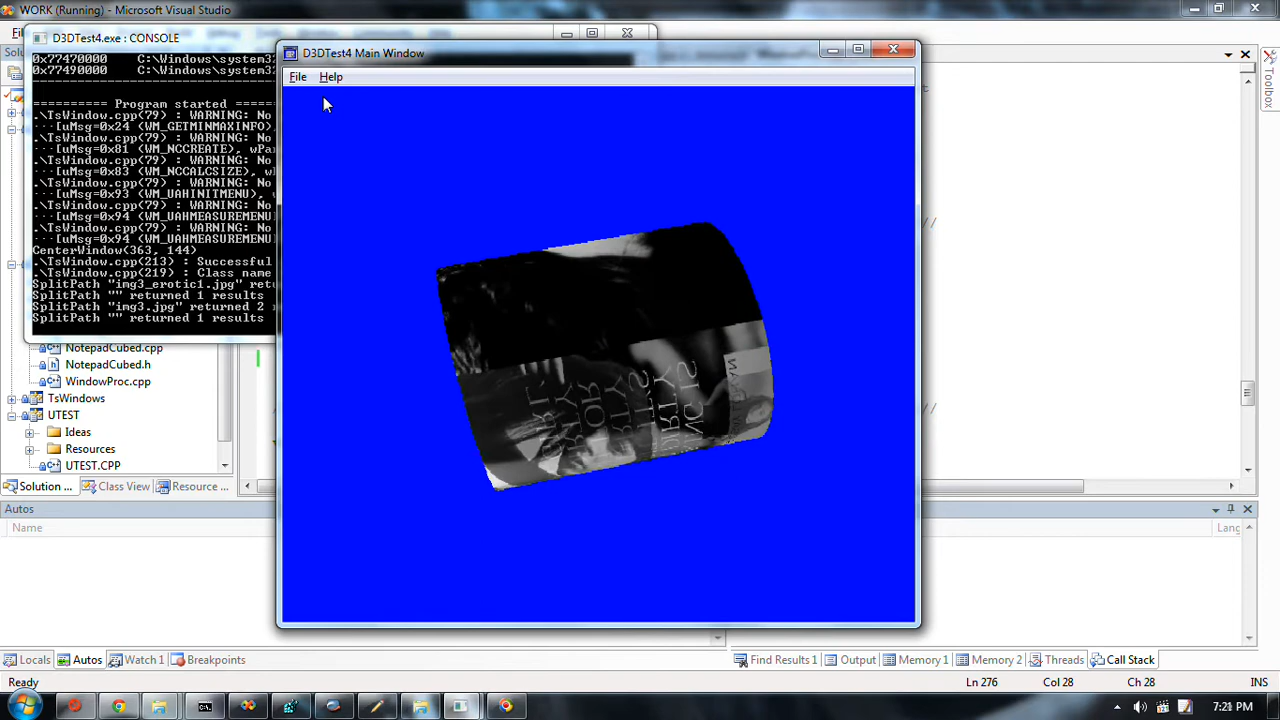 WORK (Running) - Microsoft Visual Studio
D3DTest4.exe : CONSOLE
0x77470000 C:\Windows\system32
0x77490000 C:\Windows\system32
========== Program started ======
.\TsWindow.cpp(79) : WARNING: No
[uMsg=0x24 (WM_GETMINMAXINFO),
.\TsWindow.cpp(79) : WARNING: No
[uMsg=0x81 (WM_NCCREATE), wPa
.\TsWindow.cpp(79) : WARNING: No
[uMsg=0x83 (WM_NCCALCSIZE), w
.\TsWindow.cpp(79) : WARNING: No
[uMsg=0x93 (WM_UAHINITMENU),
.\TsWindow.cpp(79) : WARNING: No
[uMsg=0x94 (WM_UAHMEASUREMENU
.\TsWindow.cpp(79) : WARNING: No
[uMsg=0x94 (WM_UAHMEASUREMENU
CenterWindow(363, 144)
.\TsWindow.cpp(213) : Successful
.\TsWindow.cpp(219) : Class name
SplitPath "img3_erotic1.jpg" retu
SplitPath "" returned 1 results
SplitPath "img3.jpg" returned 2
SplitPath "" returned 1 results
D3DTest4 Main Window
File Help
Toolbox
NotepadCubed.cpp
NotepadCubed.h
WindowProc.cpp
TsWindows
UTEST
Ideas
Resources
UTEST.CPP
Solution ... Class View Resource ...
//
//
Autos
Name
Lang
Locals Autos Watch 1 Breakpoints
Find Results 1 Output Memory 1 Memory 2 Threads Call Stack
Ready
Ln 276 Col 28 Ch 28 INS
7:21 PM